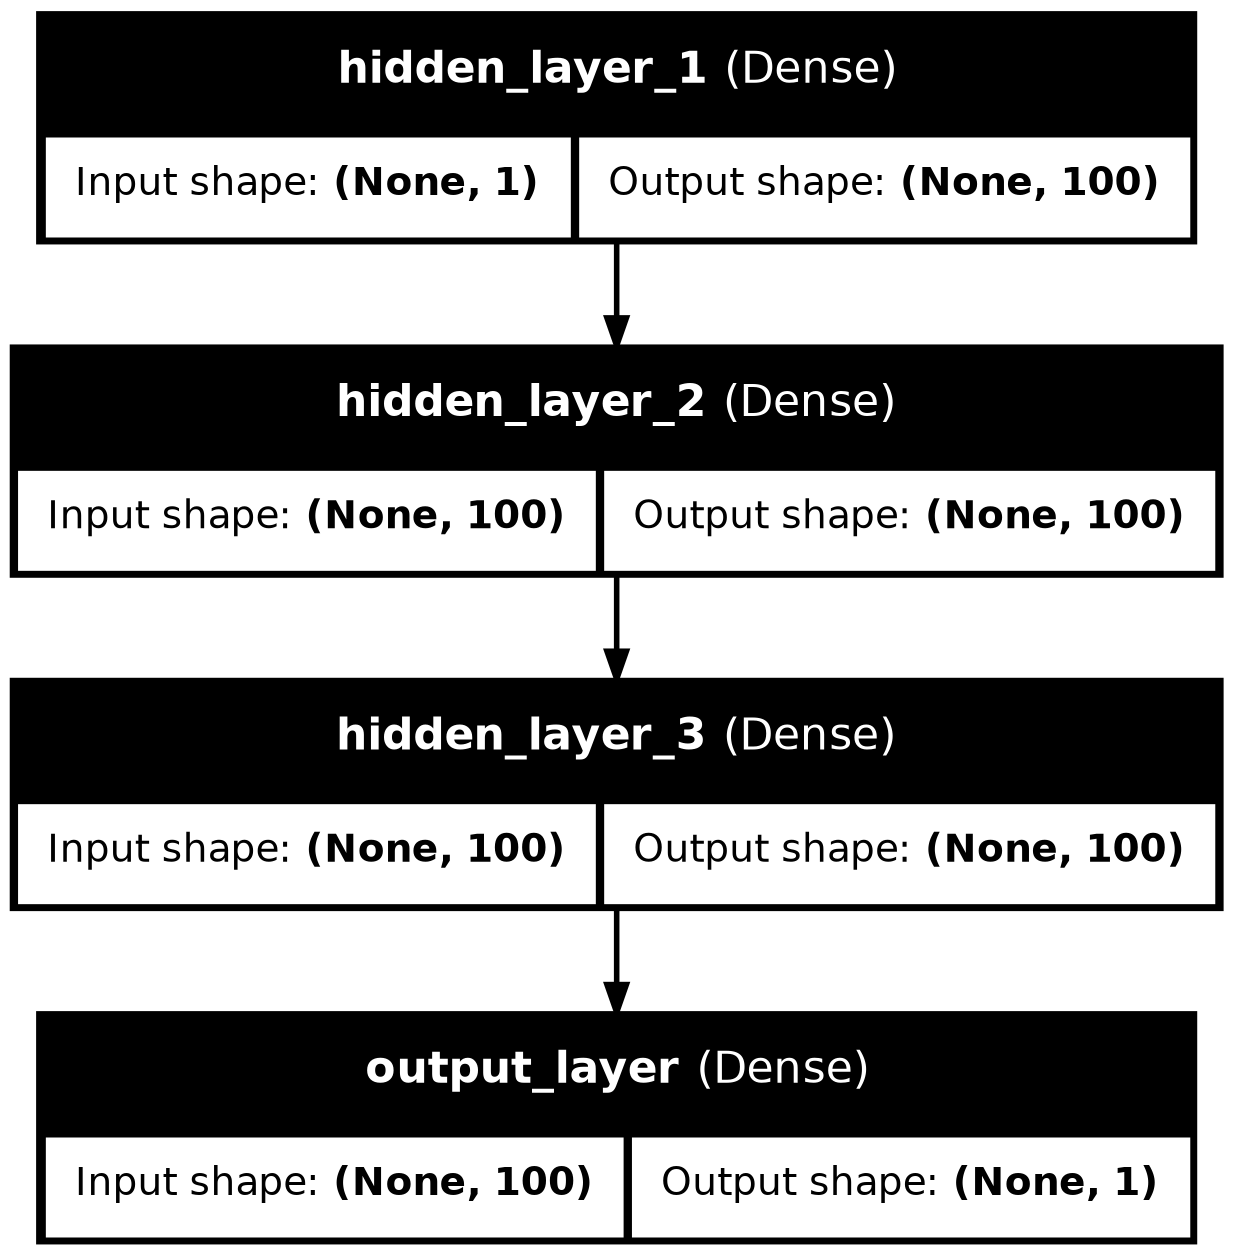 hidden_layer_1 (Dense)
Input shape: (None, 1) Output shape: (None, 100)
hidden_layer_2 (Dense)
Input shape: (None, 100) Output shape: (None, 100)
hidden_layer_3 (Dense)
Input shape: (None, 100) Output shape: (None, 100)
output_layer (Dense)
Input shape: (None, 100) Output shape: (None, 1)